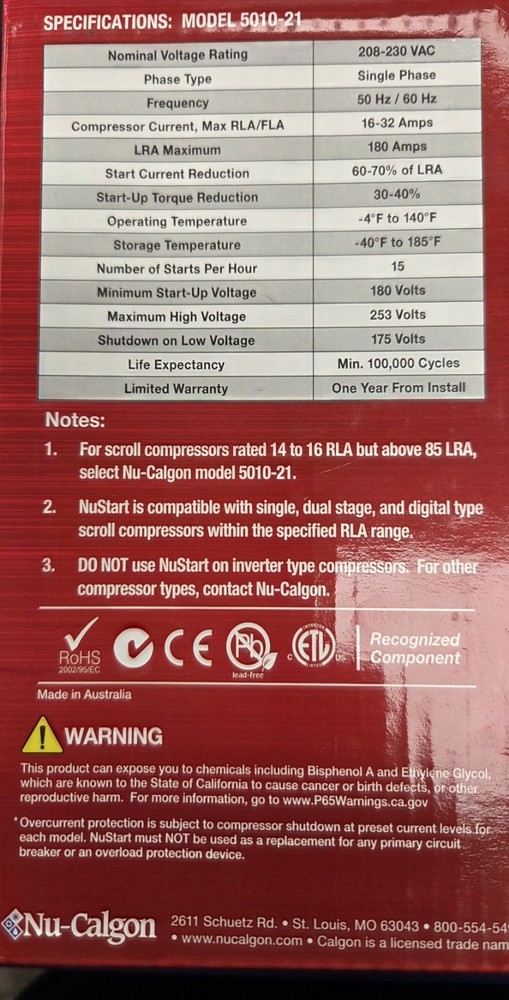 SPECIFICATIONS: MODEL 5010-21
Nominal Voltage Rating 208-230 VAC
Phase Type Single Phase
Frequency 50 Hz / 60 Hz
Compressor Current, Max RLA/FLA 16-32 Amps
LRA Maximum 180 Amps
Start Current Reduction 60-70% of LRA
Start-Up Torque Reduction 30-40%
Operating Temperature -4°F to 140°F
Storage Temperature -40°F to 185°F
Number of Starts Per Hour 15
Minimum Start-Up Voltage 180 Volts
Maximum High Voltage 253 Volts
Shutdown on Low Voltage 175 Volts
Life Expectancy Min. 100,000 Cycles
Limited Warranty One Year From Install
Notes:
1. For scroll compressors rated 14 to 16 RLA but above 85 LRA,
select Nu-Calgon model 5010-21.
2. NuStart is compatible with single, dual stage, and digital type
scroll compressors within the specified RLA range.
3. DO NOT use NuStart on inverter type compressors. For other
compressor types, contact Nu-Calgon.
RoHS
2002/95/EC
CE
Pb
lead-free
C ETL US
INTERTEK
LISTED
Recognized
Component
Made in Australia
WARNING
This product can expose you to chemicals including Bisphenol A and Ethylene Glycol,
which are known to the State of California to cause cancer or birth defects, or other
reproductive harm. For more information, go to www.P65Warnings.ca.gov
*Overcurrent protection is subject to compressor shutdown at preset current levels for
each model. NuStart must NOT be used as a replacement for any primary circuit
breaker or an overload protection device.
Nu-Calgon
2611 Schuetz Rd. • St. Louis, MO 63043 • 800-554-54
• www.nucalgon.com • Calgon is a licensed trade nam